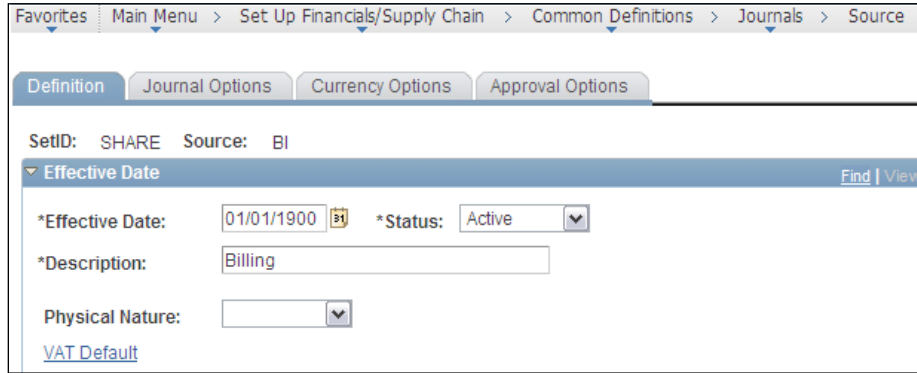 Favorites Main Menu > Set Up Financials/Supply Chain > Common Definitions > Journals > Source
Definition Journal Options Currency Options Approval Options
SetID: SHARE Source: BI
Effective Date Find | View
*Effective Date: 01/01/1900 31 *Status: Active
*Description: Billing
Physical Nature:
VAT Default